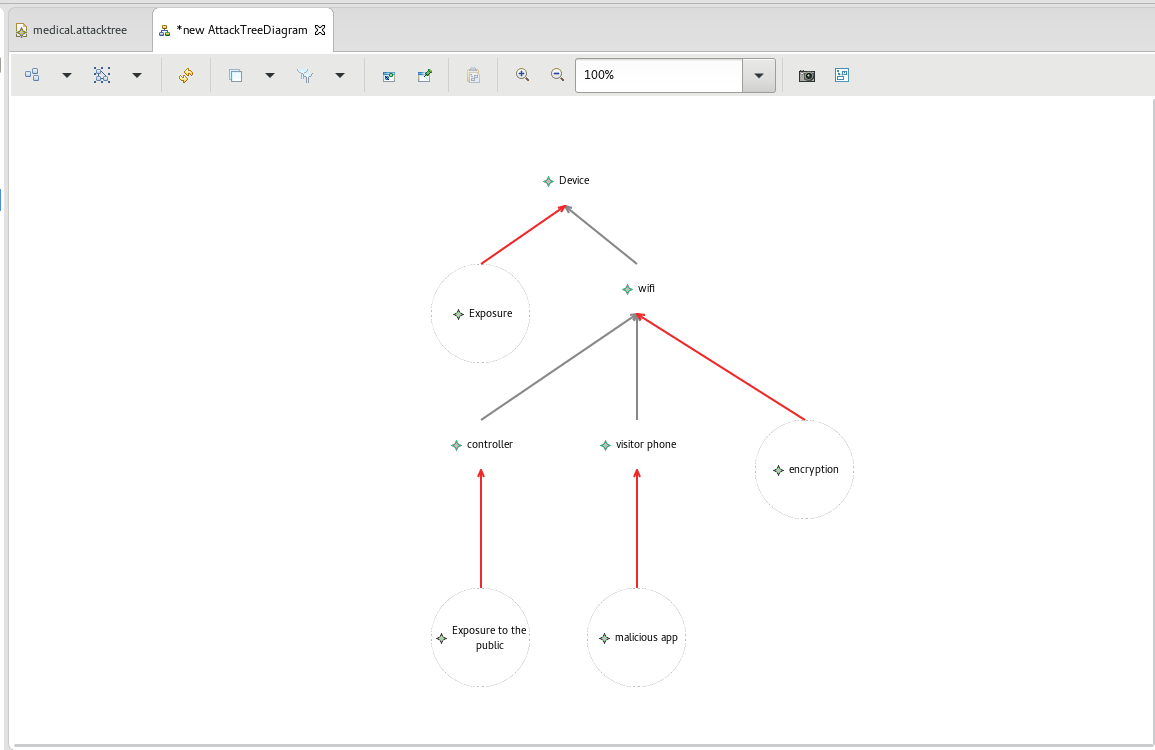 medical.attacktree
*new AttackTreeDiagram
100%
Device
wifi
Exposure
controller
visitor phone
encryption
Exposure to the
public
malicious app